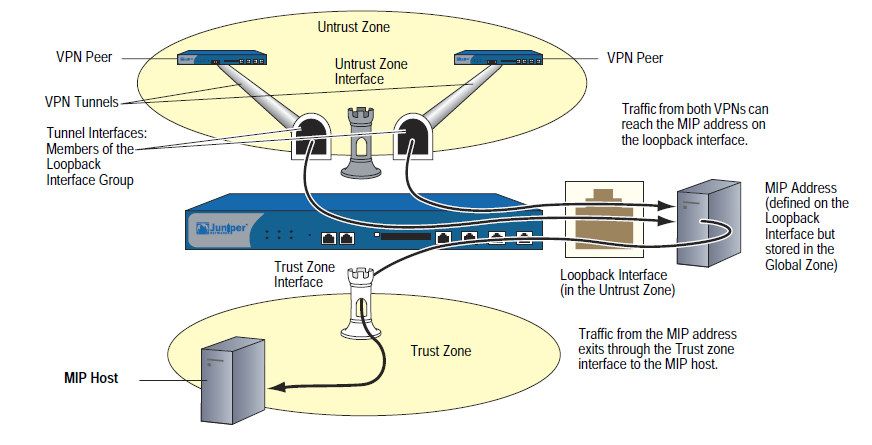 Untrust Zone
VPN Peer
Untrust Zone
Interface
VPN Peer
VPN Tunnels
Traffic from both VPNs can
reach the MIP address on
the loopback interface.
Tunnel Interfaces:
Members of the
Loopback
Interface Group
MIP Address
(defined on the
Loopback
Interface but
stored in the
Global Zone)
Juniper
Trust Zone
Interface
Loopback Interface
(in the Untrust Zone)
Traffic from the MIP address
exits through the Trust zone
interface to the MIP host.
Trust Zone
MIP Host